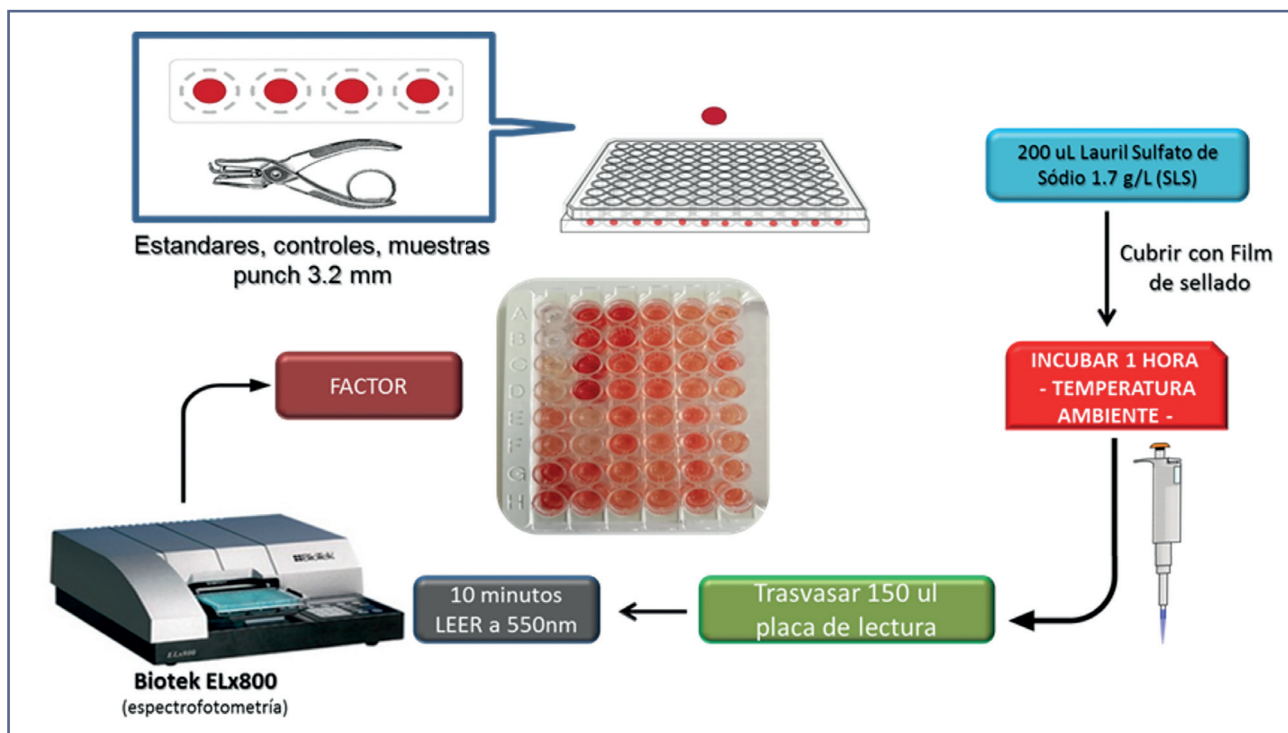 Estandares, controles, muestras
punch 3.2 mm
200 uL Lauril Sulfato de
Sódio 1.7 g/L (SLS)
Cubrir con Film
de sellado
INCUBAR 1 HORA
- TEMPERATURA
AMBIENTE -
Trasvasar 150 ul
placa de lectura
10 minutos
LEER a 550nm
BioTek
ELx800
Biotek ELx800
(espectrofotometría)
FACTOR
A
B
C
D
E
F
G
H